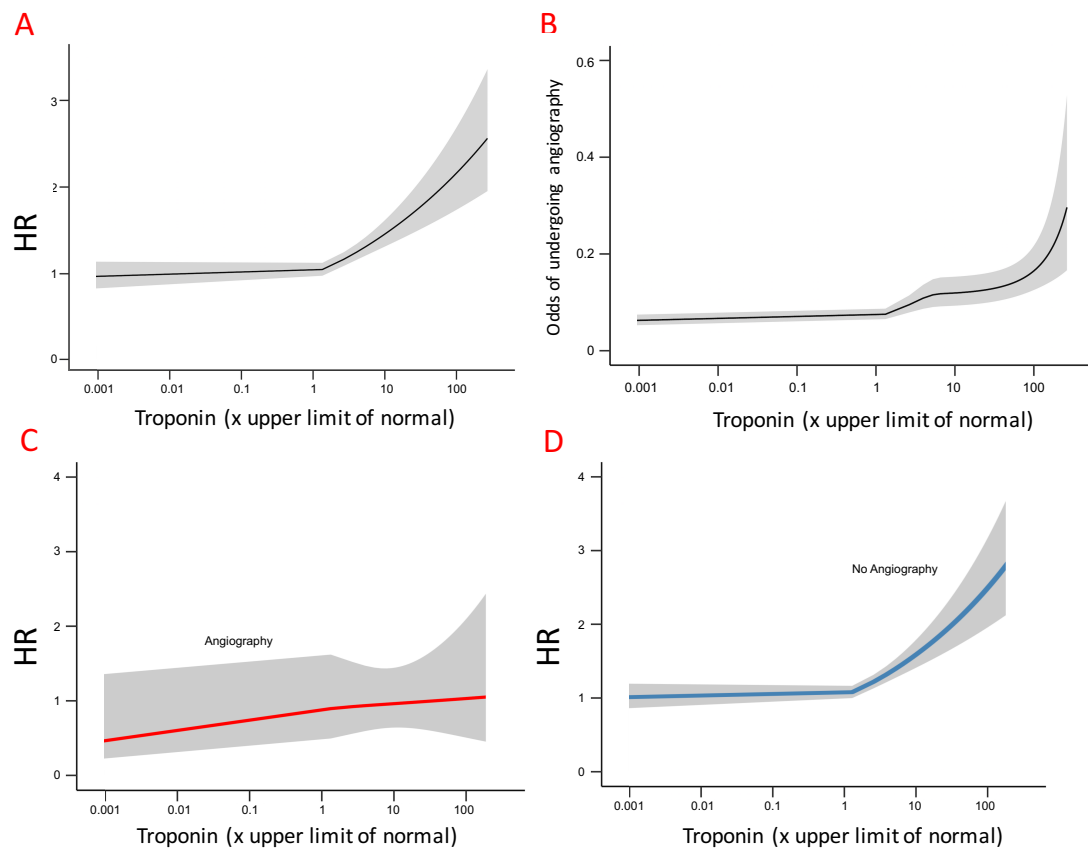 A
HR
3
2
1
0
0.001 0.01 0.1 1 10 100
Troponin (x upper limit of normal)
B
Odds of undergoing angiography
0.6
0.4
0.2
0
0.001 0.01 0.1 1 10 100
Troponin (x upper limit of normal)
C
HR
4
3
2
1
0
Angiography
0.001 0.01 0.1 1 10 100
Troponin (x upper limit of normal)
D
HR
4
3
2
1
0
No Angiography
0.001 0.01 0.1 1 10 100
Troponin (x upper limit of normal)